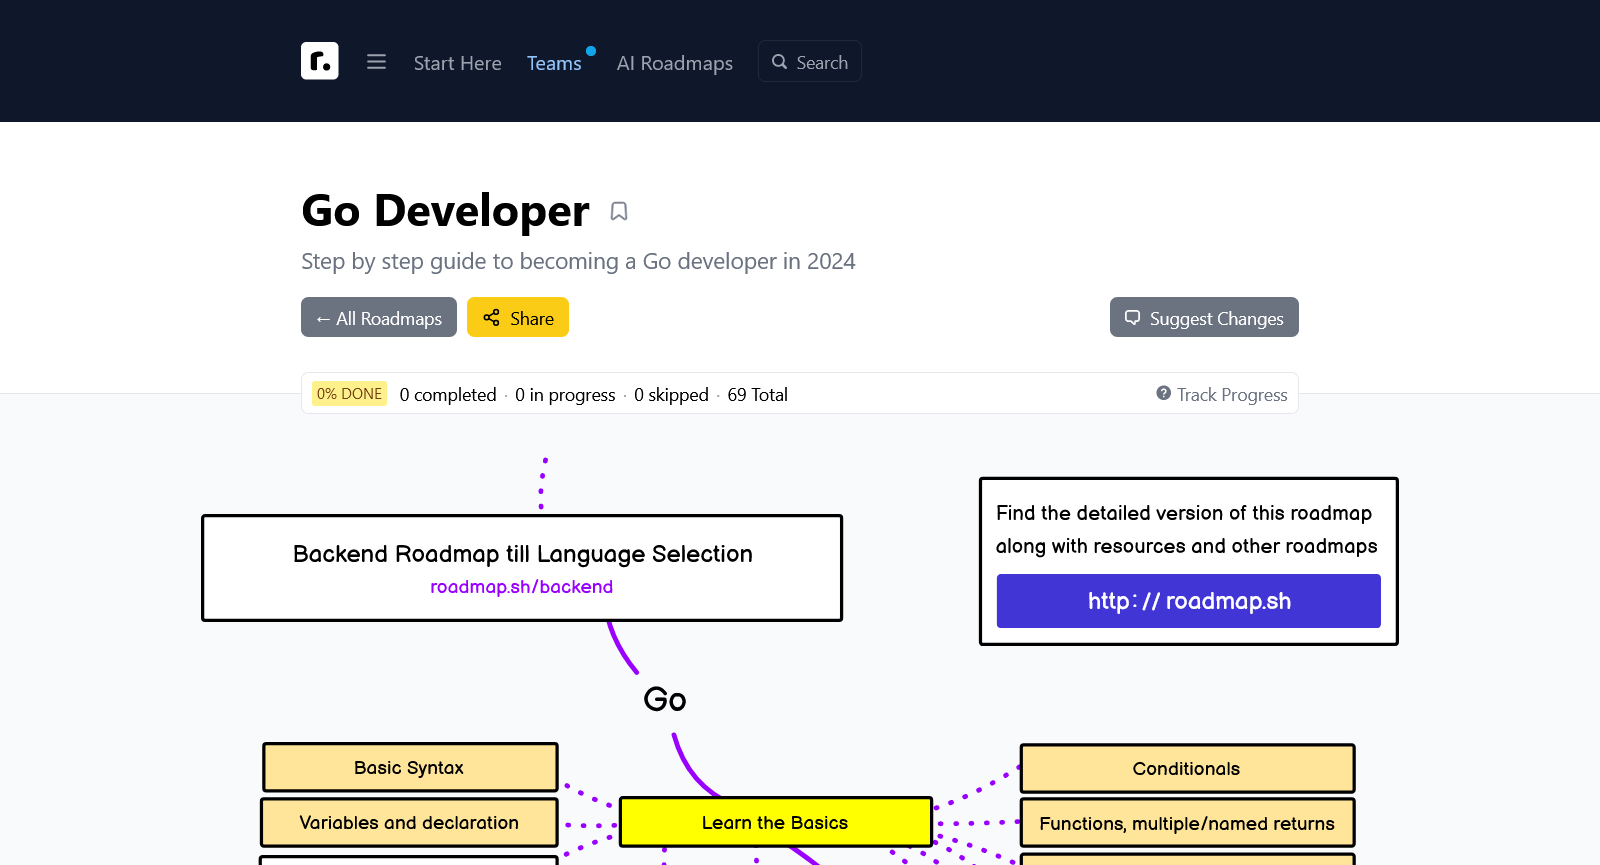 r.
Start Here
Teams
AI Roadmaps
Search
Go Developer
Step by step guide to becoming a Go developer in 2024
← All Roadmaps
Share
Suggest Changes
0% DONE 0 completed · 0 in progress · 0 skipped · 69 Total
Track Progress
Backend Roadmap till Language Selection
roadmap.sh/backend
Find the detailed version of this roadmap
along with resources and other roadmaps
http://roadmap.sh
Go
Basic Syntax
Conditionals
Variables and declaration
Learn the Basics
Functions, multiple/named returns